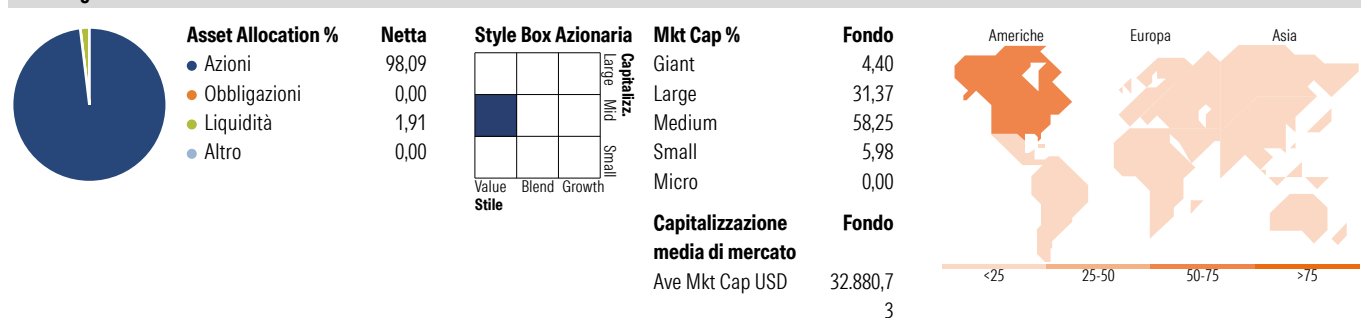 Asset Allocation % Netta
Azioni 98,09
Obbligazioni 0,00
Liquidità 1,91
Altro 0,00
Style Box Azionaria
Capitalizz.
Large
Mid
Small
Value Blend Growth
Stile
Mkt Cap % Fondo
Giant 4,40
Large 31,37
Medium 58,25
Small 5,98
Micro 0,00
Capitalizzazione Fondo
media di mercato
Ave Mkt Cap USD 32.880,7
3
Americhe Europa Asia
<25 25-50 50-75 >75